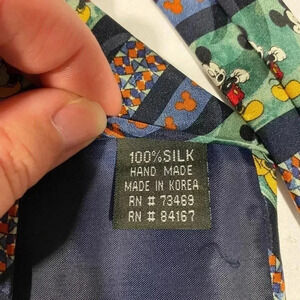 100% SILK
HAND MADE
MADE IN KOREA
RN # 73469
RN # 84167